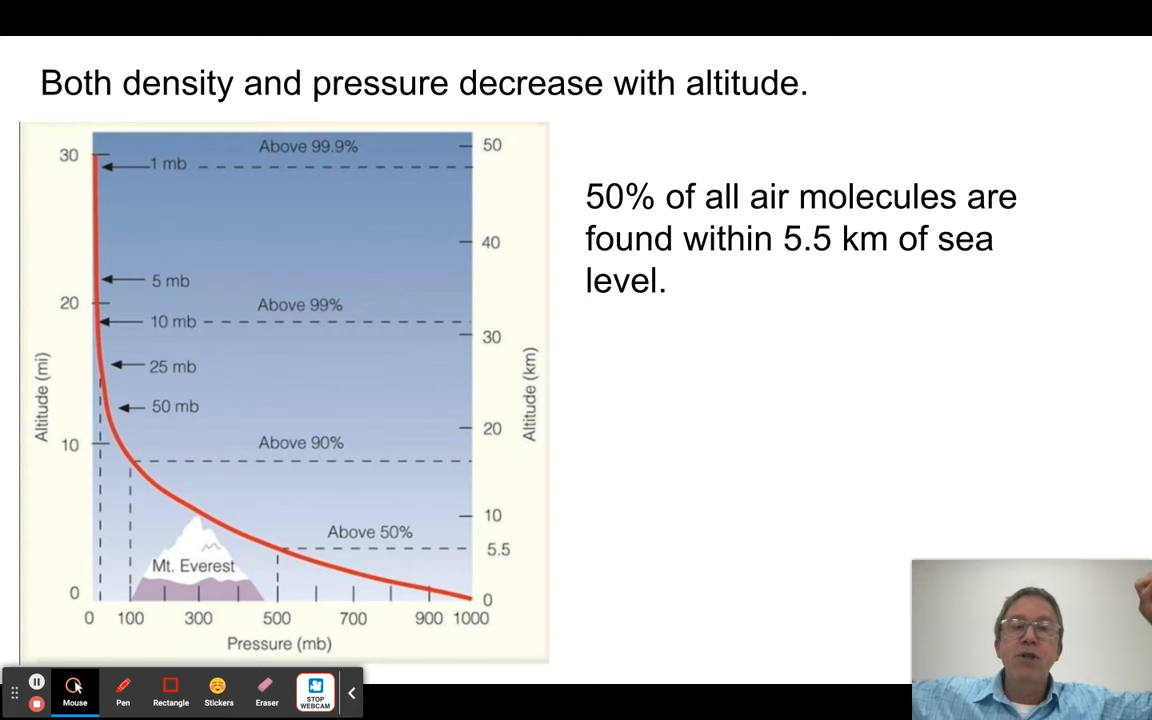 Both density and pressure decrease with altitude.
50% of all air molecules are
found within 5.5 km of sea
level.
30
Above 99.9%
50
1 mb
40
5 mb
20
Above 99%
10 mb
30
25 mb
Altitude (mi)
Altitude (km)
50 mb
20
10
Above 90%
10
Above 50%
5.5
Mt. Everest
0
0
0 100 300 500 700 900 1000
Pressure (mb)
Mouse
Pen
Rectangle
Stickers
Eraser
STOP
WEBCAM